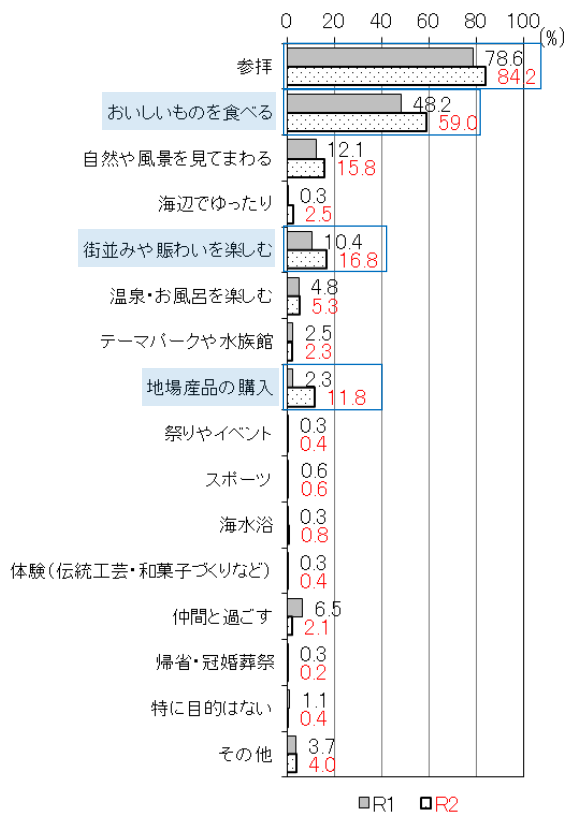 0 20 40 60 80 100
(%)
参拝 78.6
84.2
おいしいものを食べる 48.2
59.0
自然や風景を見てまわる 12.1
15.8
海辺でゆったり 0.3
2.5
街並みや賑わいを楽しむ 10.4
16.8
温泉・お風呂を楽しむ 4.8
5.3
テーマパークや水族館 2.5
2.3
地場産品の購入 2.3
11.8
祭りやイベント 0.3
0.4
スポーツ 0.6
0.6
海水浴 0.3
0.8
体験(伝統工芸・和菓子づくりなど) 0.3
0.4
仲間と過ごす 6.5
2.1
帰省・冠婚葬祭 0.3
0.2
特に目的はない 1.1
0.4
その他 3.7
4.0
R1 R2